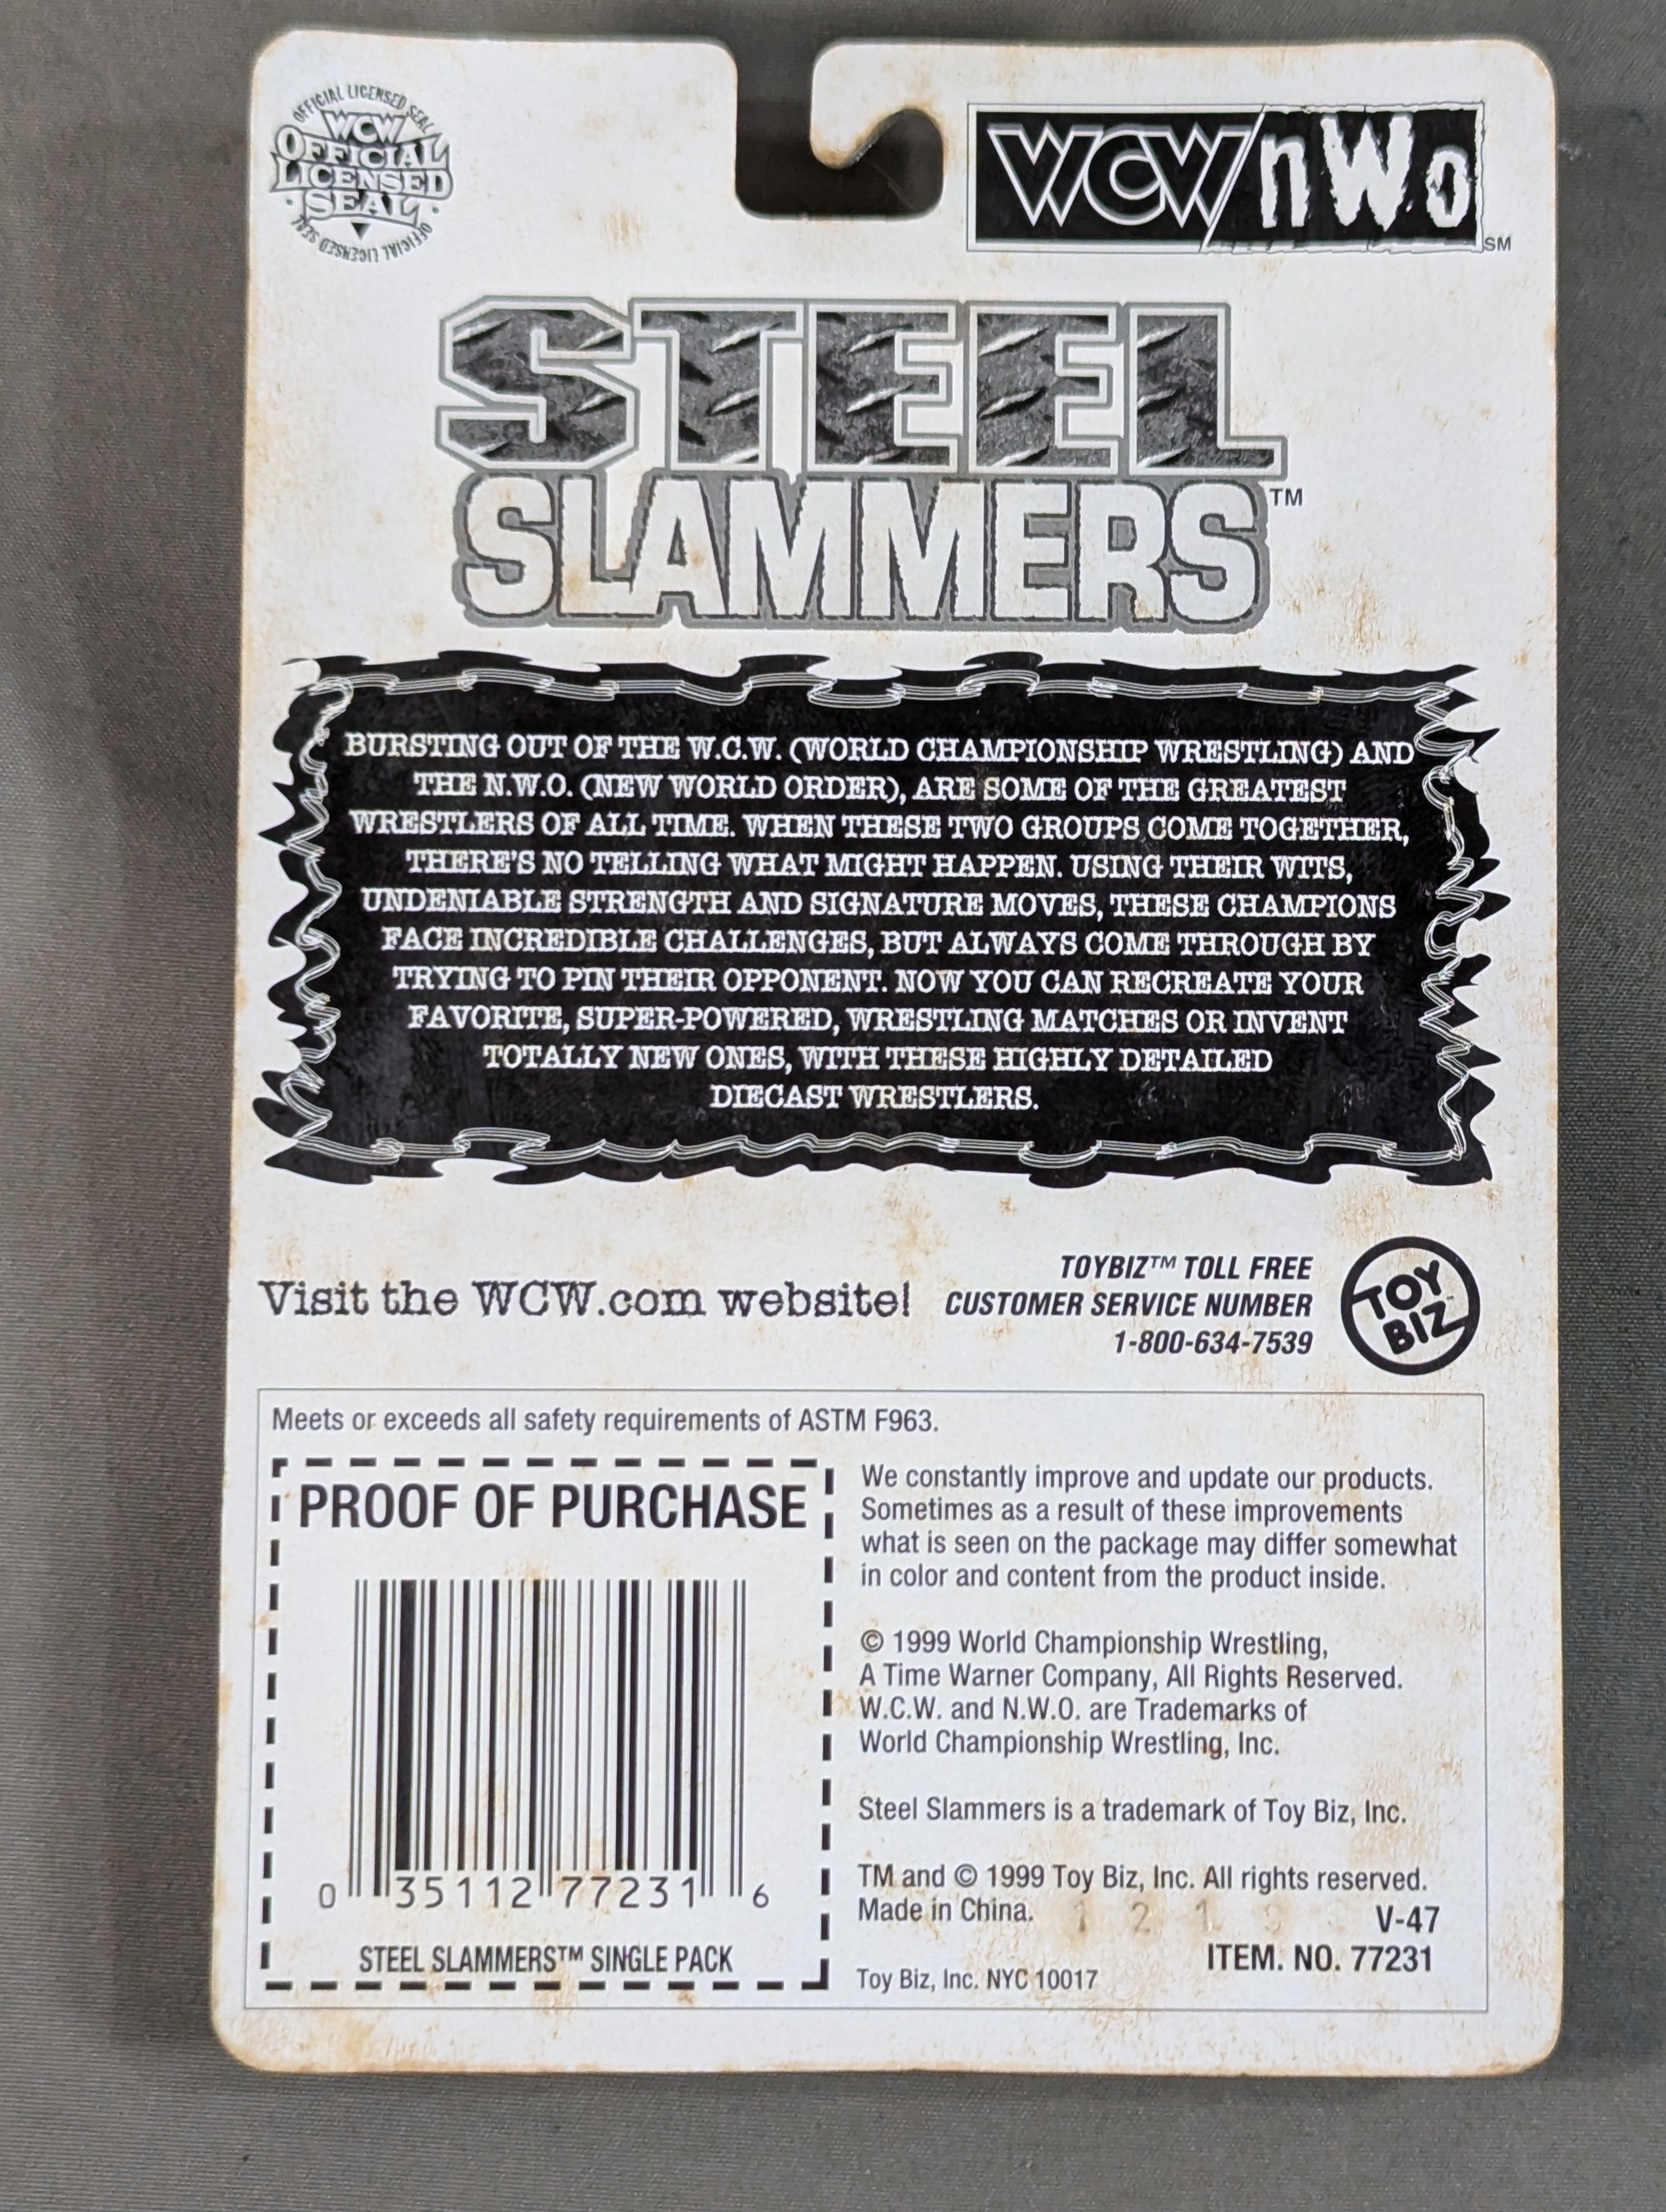 OFFICIAL LICENSED SEAL
WCW
OFFICIAL
LICENSED
SEAL
OFFICIAL LICENSED SEAL
WCW/nWo SM
STEEL
SLAMMERS™
BURSTING OUT OF THE W.C.W. (WORLD CHAMPIONSHIP WRESTLING) AND
THE N.W.O. (NEW WORLD ORDER), ARE SOME OF THE GREATEST
WRESTLERS OF ALL TIME. WHEN THESE TWO GROUPS COME TOGETHER,
THERE'S NO TELLING WHAT MIGHT HAPPEN. USING THEIR WITS,
UNDENIABLE STRENGTH AND SIGNATURE MOVES, THESE CHAMPIONS
FACE INCREDIBLE CHALLENGES, BUT ALWAYS COME THROUGH BY
TRYING TO PIN THEIR OPPONENT. NOW YOU CAN RECREATE YOUR
FAVORITE, SUPER-POWERED, WRESTLING MATCHES OR INVENT
TOTALLY NEW ONES, WITH THESE HIGHLY DETAILED
DIECAST WRESTLERS.
Visit the WCW.com website!
TOYBIZ™ TOLL FREE
CUSTOMER SERVICE NUMBER
1-800-634-7539
TOY
BIZ™
Meets or exceeds all safety requirements of ASTM F963.
PROOF OF PURCHASE
0 35112 77231 6
STEEL SLAMMERS™ SINGLE PACK
We constantly improve and update our products.
Sometimes as a result of these improvements
what is seen on the package may differ somewhat
in color and content from the product inside.
© 1999 World Championship Wrestling,
A Time Warner Company, All Rights Reserved.
W.C.W. and N.W.O. are Trademarks of
World Championship Wrestling, Inc.
Steel Slammers is a trademark of Toy Biz, Inc.
TM and © 1999 Toy Biz, Inc. All rights reserved.
Made in China.
V-47
ITEM. NO. 77231
Toy Biz, Inc. NYC 10017